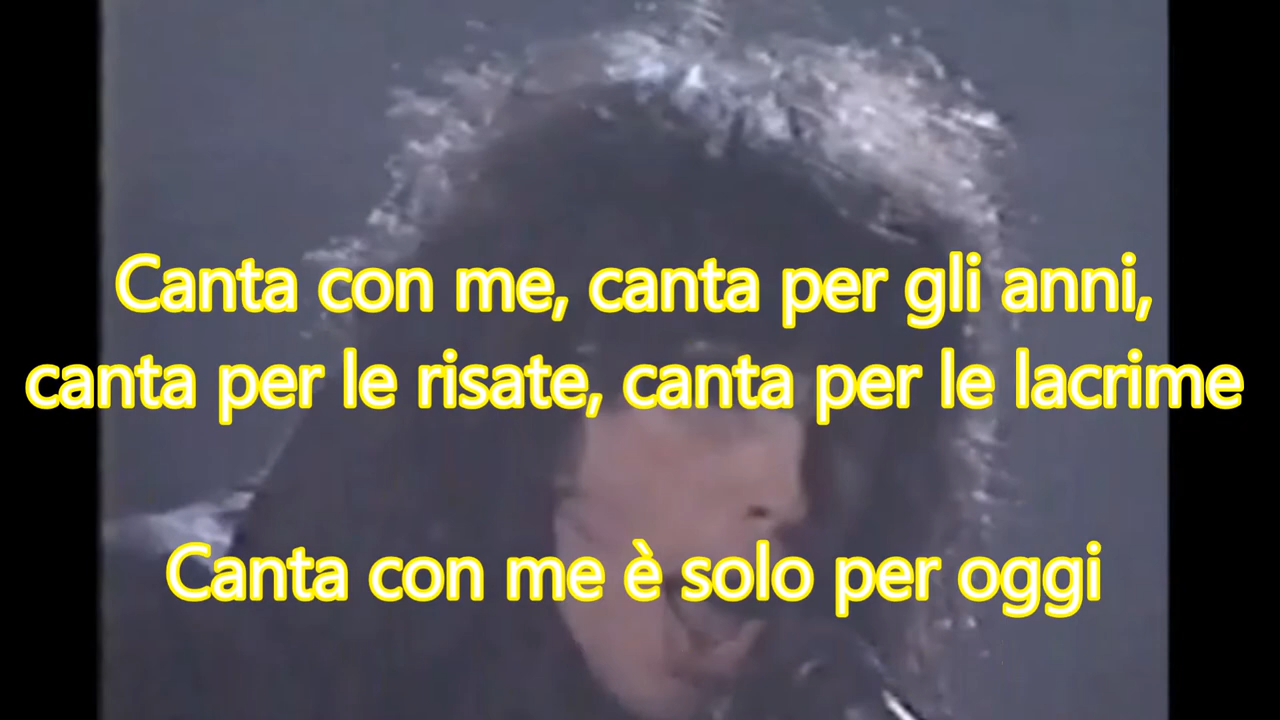 Canta con me, canta per gli anni,
canta per le risate, canta per le lacrime
Canta con me è solo per oggi